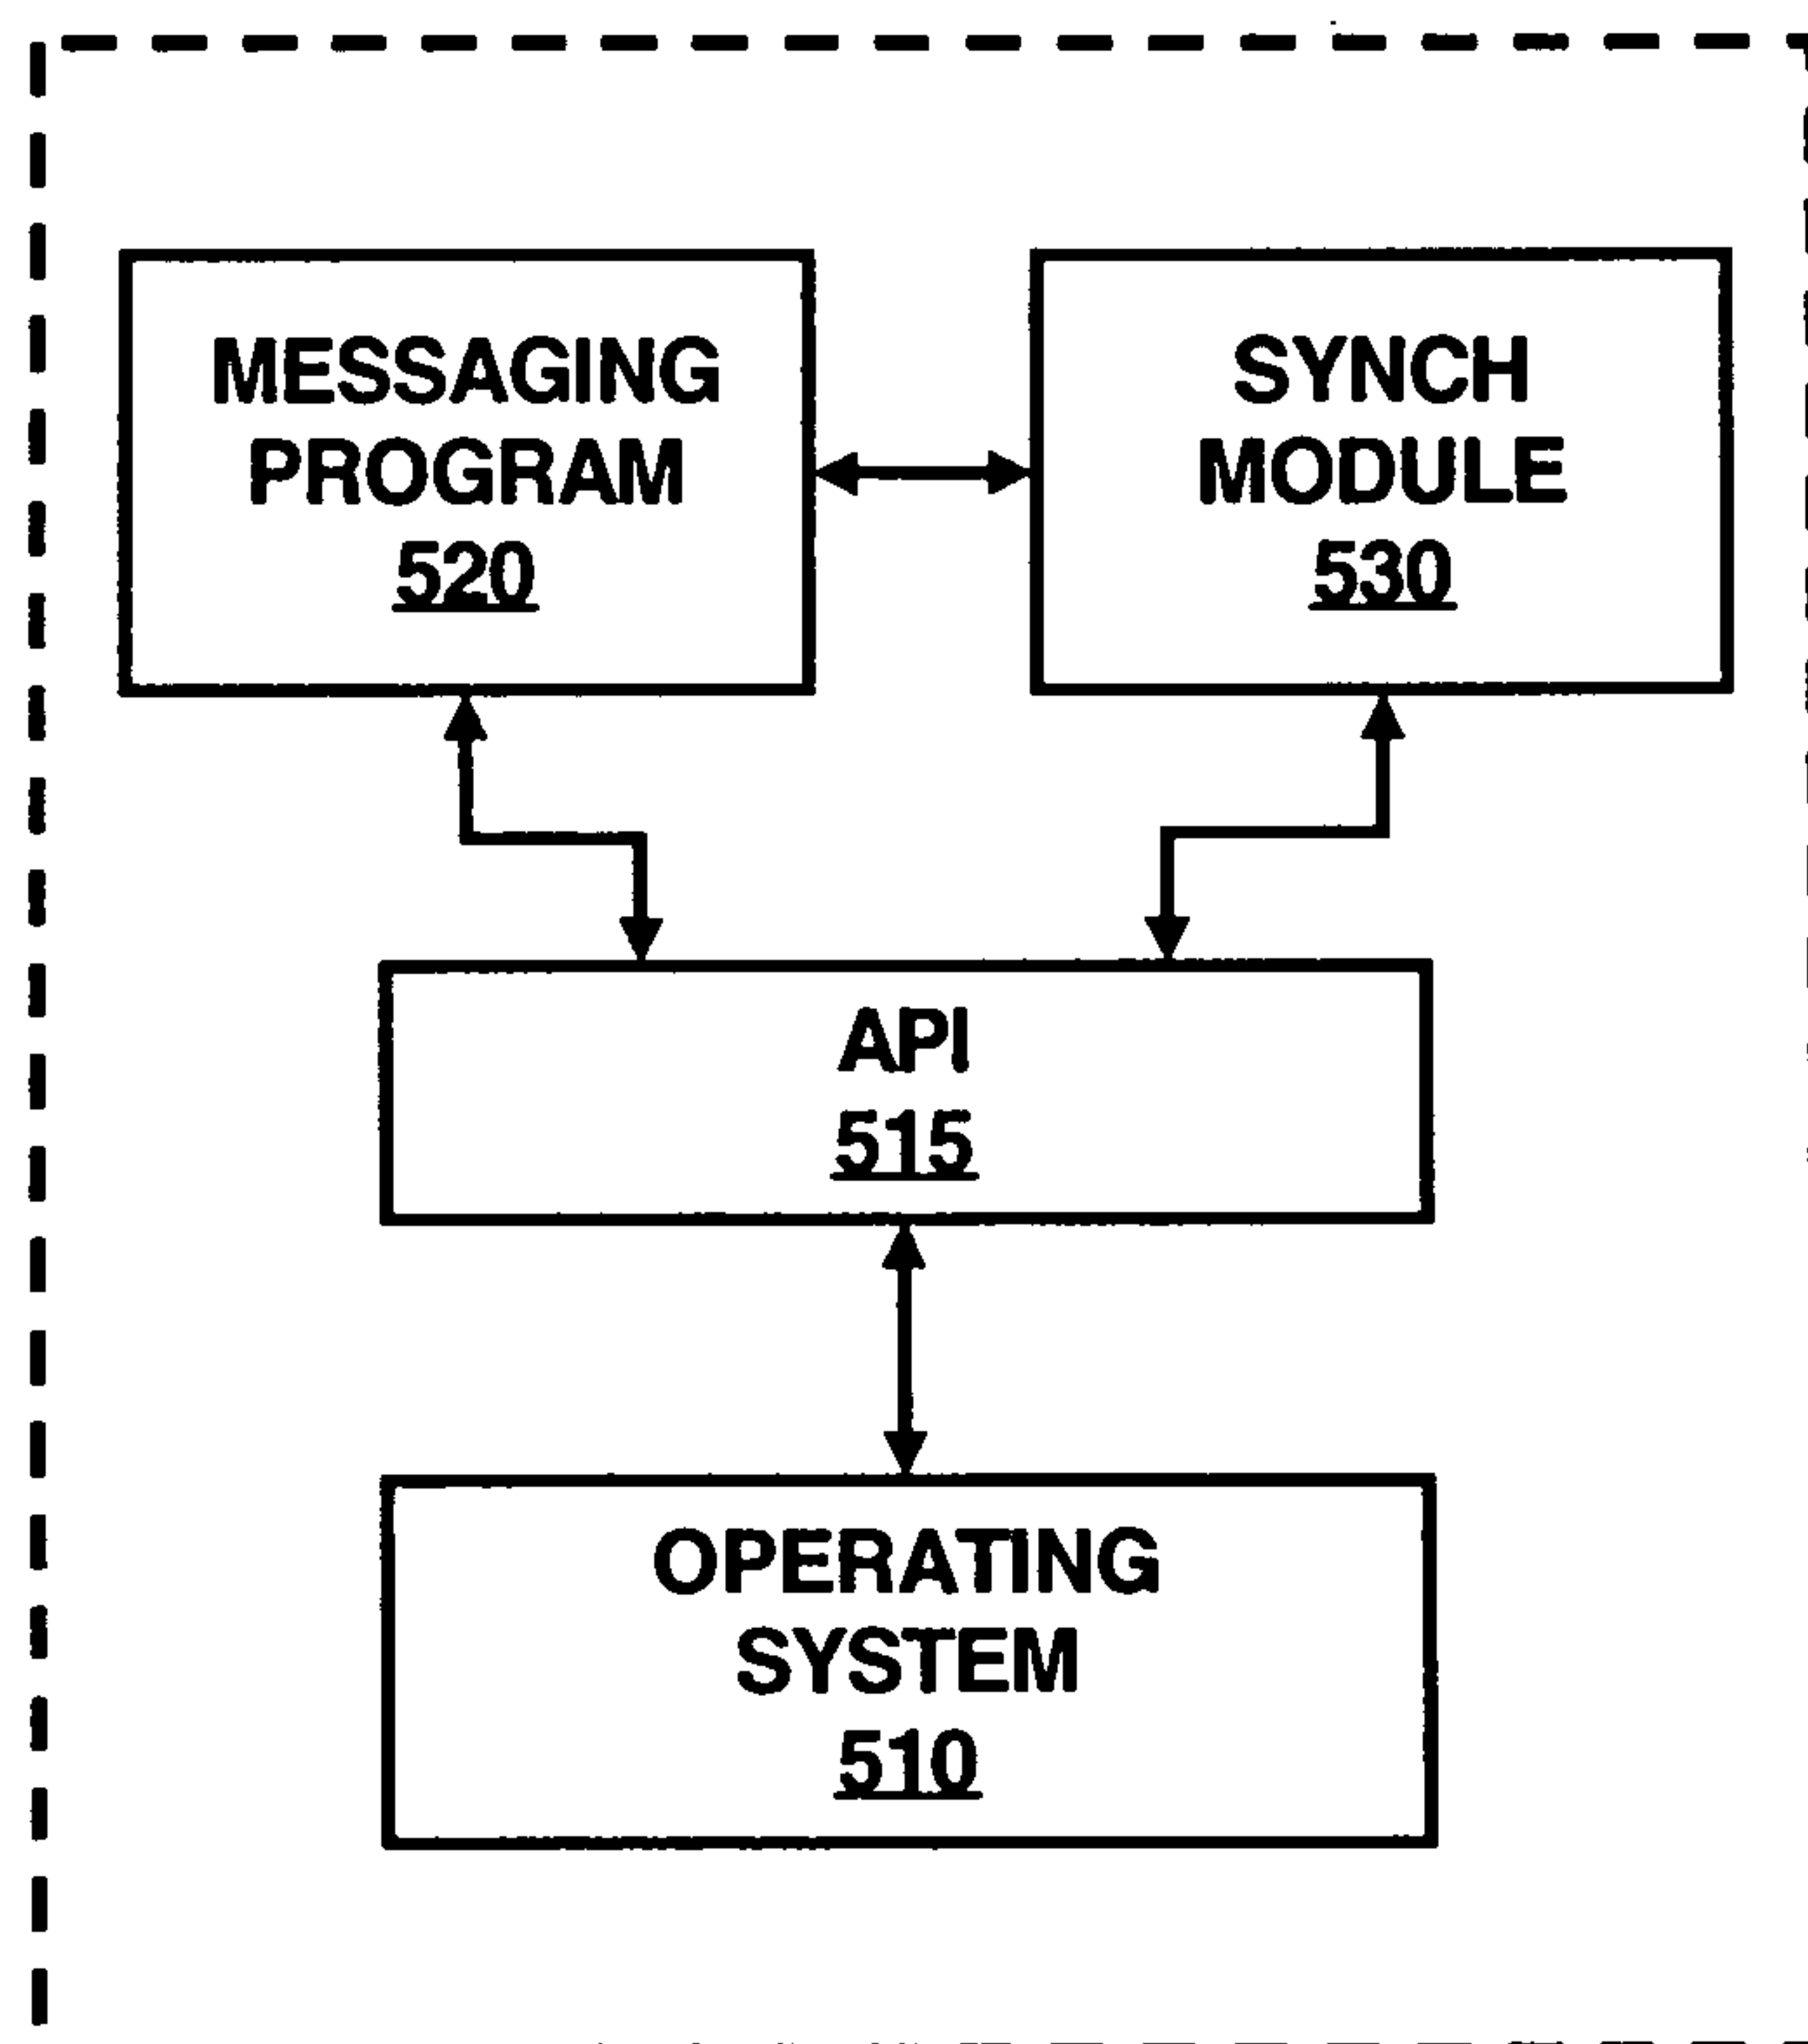 MESSAGING
PROGRAM
520
SYNCH
MODULE
530
API
515
OPERATING
SYSTEM
510